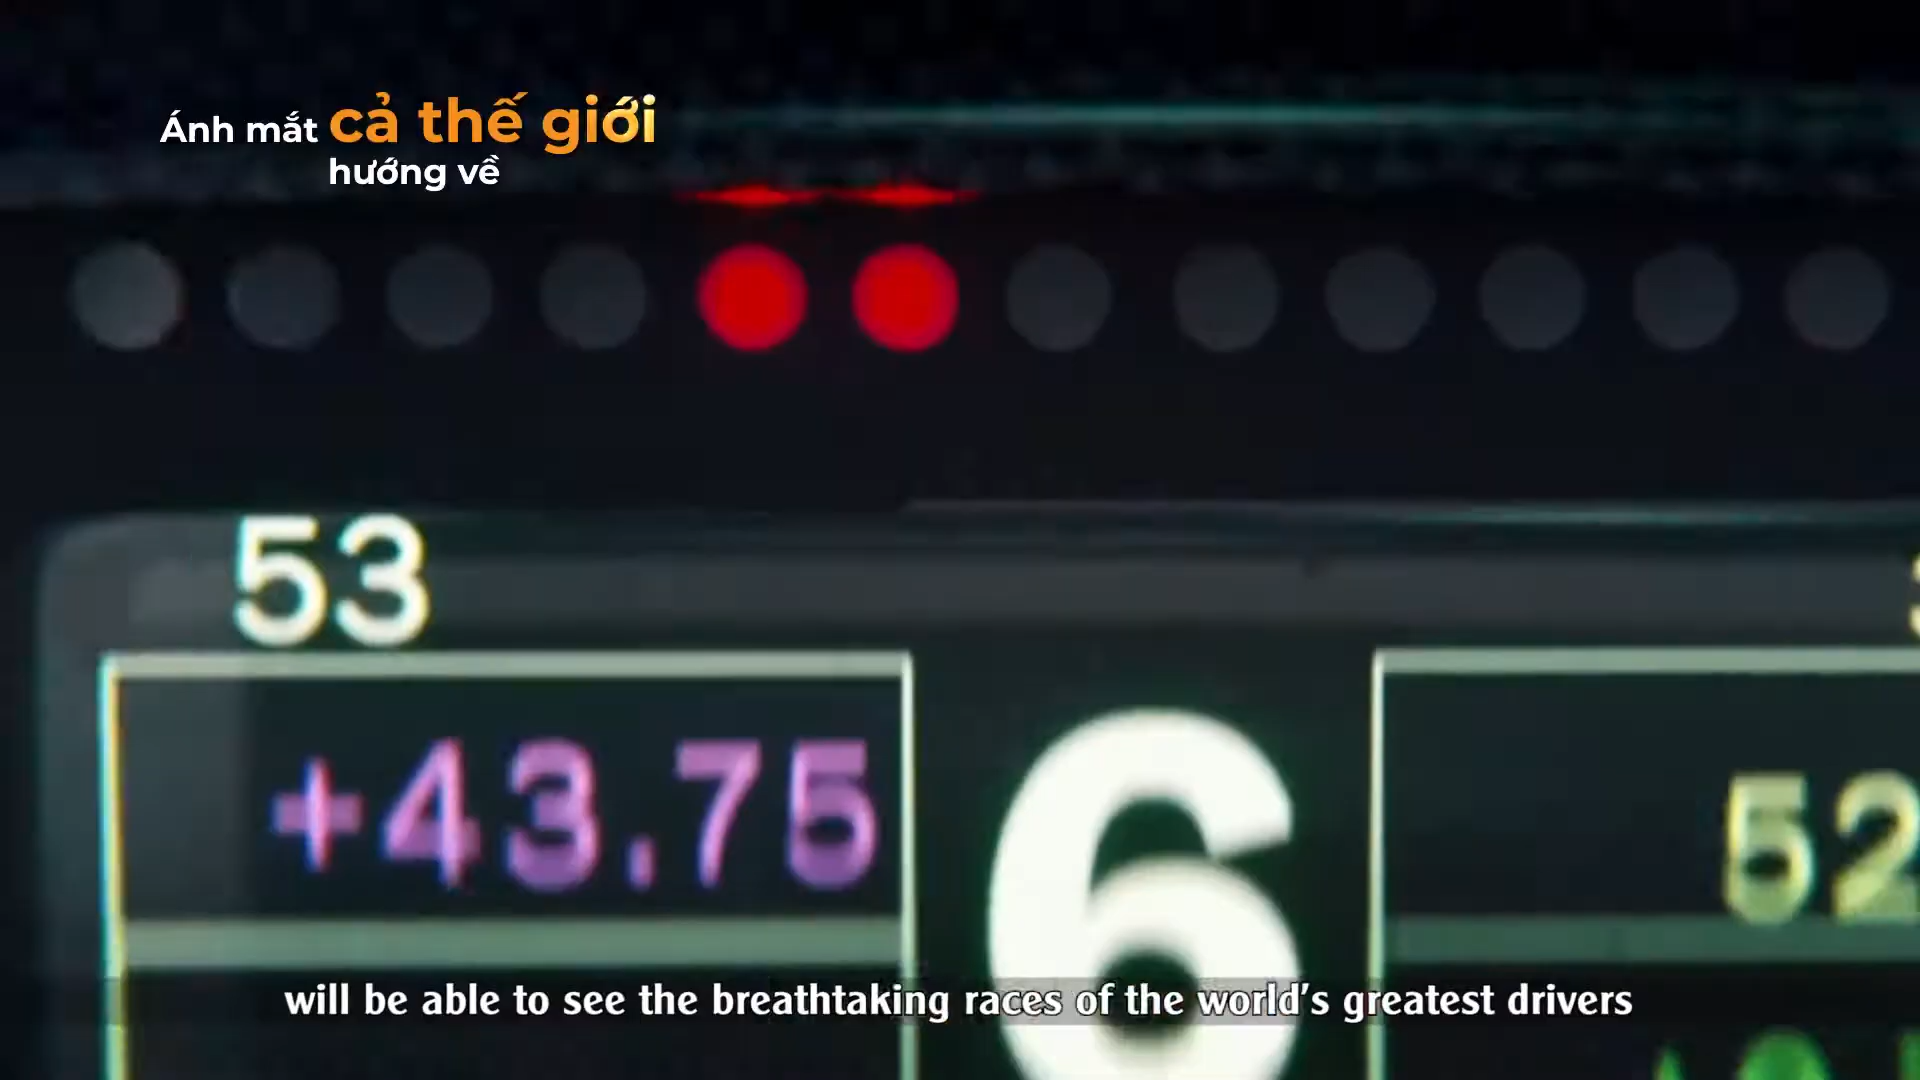 Ánh mắt cả thế giới
hướng về
53
+43.75
6
52
will be able to see the breathtaking races of the world's greatest drivers